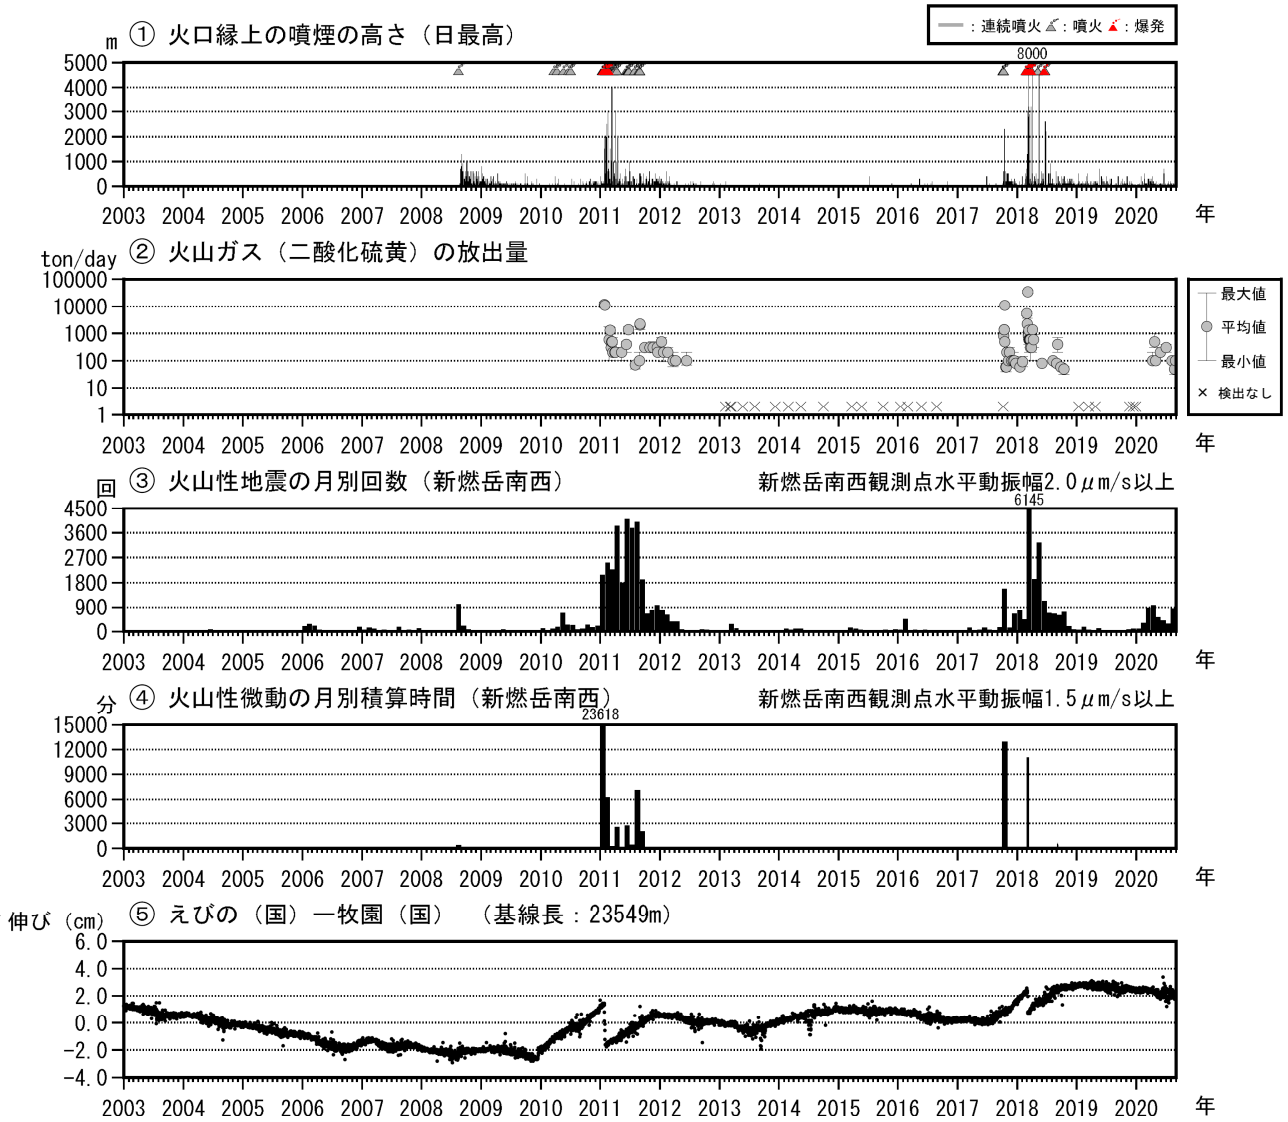 ：連続噴火 ：噴火 ：爆発
① 火口縁上の噴煙の高さ（日最高）
m
8000
5000
4000
3000
2000
1000
0
2003 2004 2005 2006 2007 2008 2009 2010 2011 2012 2013 2014 2015 2016 2017 2018 2019 2020 年
② 火山ガス（二酸化硫黄）の放出量
ton/day
100000
10000
1000
100
10
1
最大値
平均値
最小値
× 検出なし
2003 2004 2005 2006 2007 2008 2009 2010 2011 2012 2013 2014 2015 2016 2017 2018 2019 2020 年
③ 火山性地震の月別回数（新燃岳南西） 新燃岳南西観測点水平動振幅2.0μm/s以上
回
6145
4500
3600
2700
1800
900
0
2003 2004 2005 2006 2007 2008 2009 2010 2011 2012 2013 2014 2015 2016 2017 2018 2019 2020 年
④ 火山性微動の月別積算時間（新燃岳南西） 新燃岳南西観測点水平動振幅1.5μm/s以上
分
23618
15000
12000
9000
6000
3000
0
2003 2004 2005 2006 2007 2008 2009 2010 2011 2012 2013 2014 2015 2016 2017 2018 2019 2020 年
⑤ えびの（国）―牧園（国） （基線長：23549m）
伸び（cm）
6.0
4.0
2.0
0.0
-2.0
-4.0
2003 2004 2005 2006 2007 2008 2009 2010 2011 2012 2013 2014 2015 2016 2017 2018 2019 2020 年